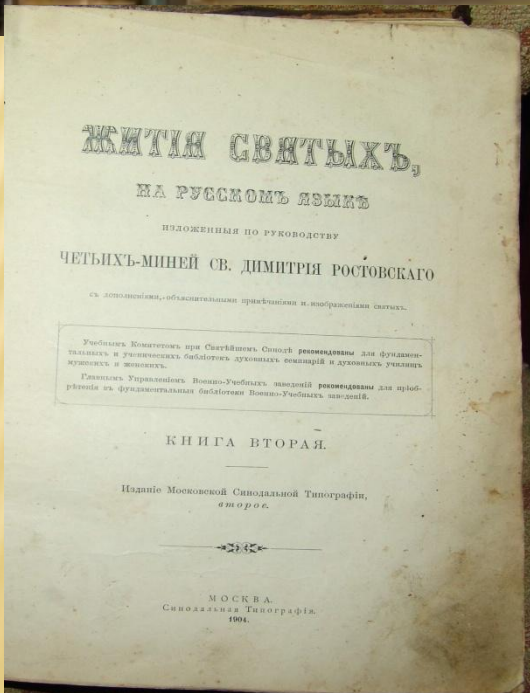 ЖИТІЯ СВЯТЫХЪ,
НА РУССКОМЪ ЯЗЫКѢ
ИЗЛОЖЕННЫЯ ПО РУКОВОДСТВУ
ЧЕТЬИХЪ-МИНЕЙ СВ. ДИМИТРІЯ РОСТОВСКАГО
съ дополненіями, объяснительными примѣчаніями и изображеніями святыхъ.
Учебнымъ Комитетомъ при Святѣйшемъ Синодѣ рекомендованы для фундамен-
тальныхъ и ученическихъ библіотекъ духовныхъ семинарій и духовныхъ училищъ
мужскихъ и женскихъ.
Главнымъ Управленіемъ Военно-Учебныхъ заведеній рекомендованы для пріоб-
рѣтенія въ фундаментальныя библіотеки Военно-Учебныхъ заведеній.
КНИГА ВТОРАЯ.
Изданіе Московской Синодальной Типографіи,
второе.
МОСКВА.
Синодальная Типографія.
1904.